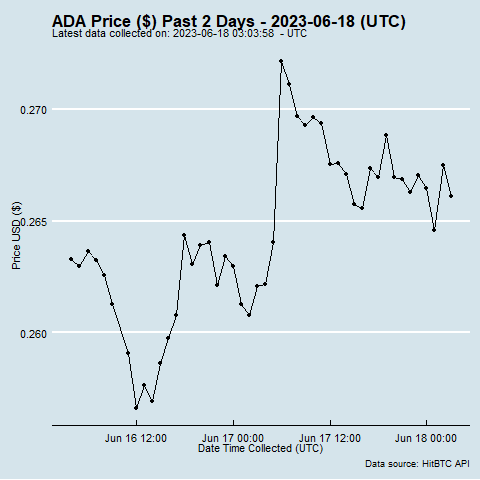 ADA Price ($) Past 2 Days - 2023-06-18 (UTC)
Latest data collected on: 2023-06-18 03:03:58  - UTC
0.270
0.265
0.260
Price USD ($)
Jun 16 12:00
Jun 17 00:00
Jun 17 12:00
Jun 18 00:00
Date Time Collected (UTC)
Data source: HitBTC API